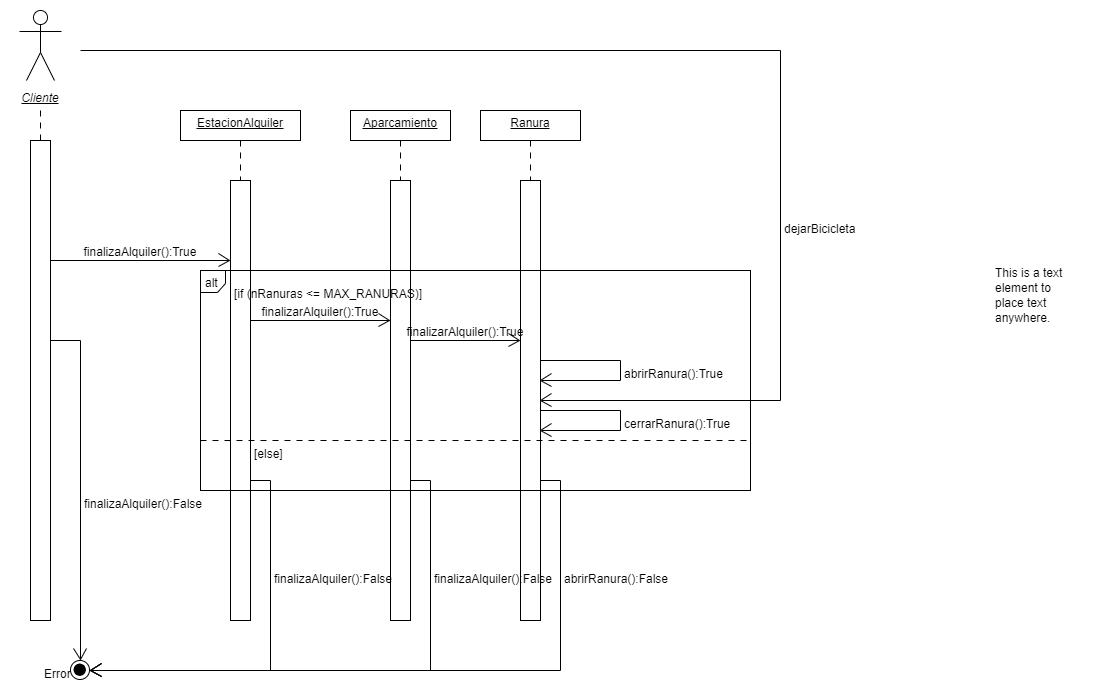 Cliente
EstacionAlquiler
Aparcamiento
Ranura
dejarBicicleta
finalizaAlquiler():True
alt
[if (nRanuras <= MAX_RANURAS)]
finalizarAlquiler():True
finalizarAlquiler():True
abrirRanura():True
cerrarRanura():True
[else]
finalizaAlquiler():False
finalizaAlquiler():False
finalizaAlquiler():False
abrirRanura():False
Error
This is a text
element to
place text
anywhere.